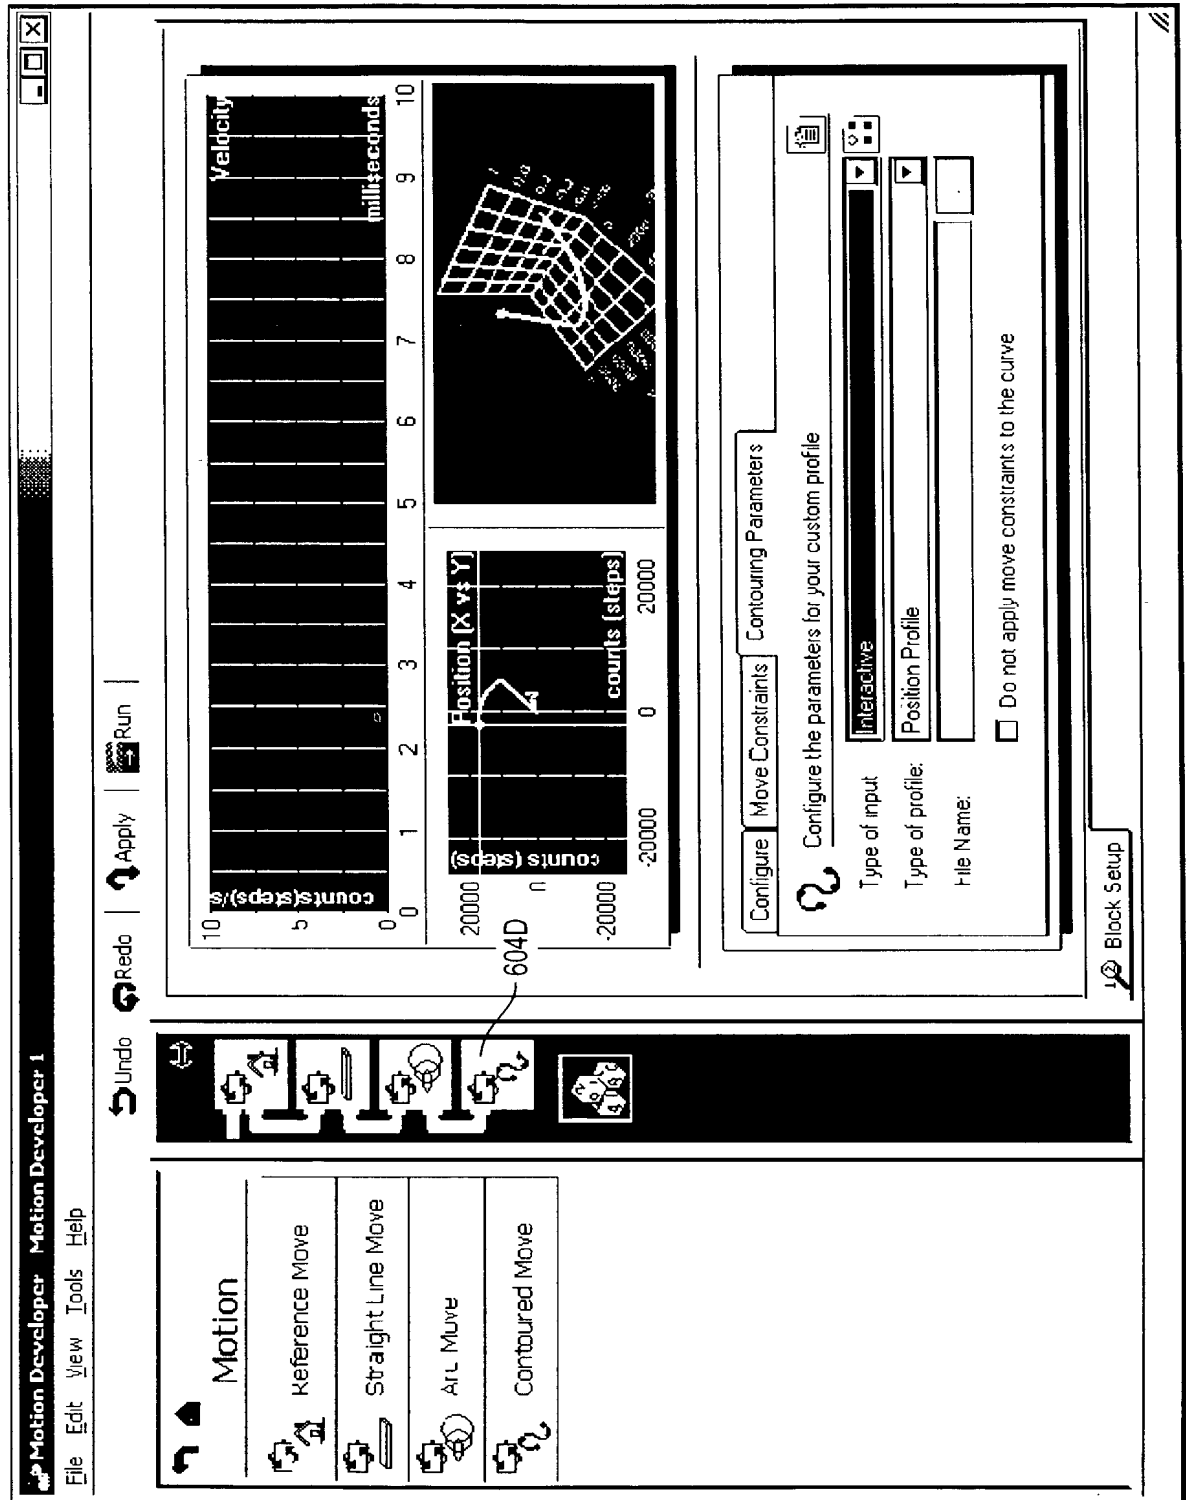 Motion Developer   Motion Developer 1
File   Edit   View   Tools   Help
Undo   Redo   Apply   Run
Motion
Reference Move
Straight Line Move
Arc Move
Contoured Move
604D
Velocity
milliseconds
counts(steps)/s
10
5
0
0 1 2 3 4 5 6 7 8 9 10
Position (X vs Y)
counts (steps)
counts (steps)
20000
0
-20000
-20000   0   20000
Configure   Move Constraints   Contouring Parameters
Configure the parameters for your custom profile
Type of input   Interactive
Type of profile:   Position Profile
File Name:
Do not apply move constraints to the curve
Block Setup